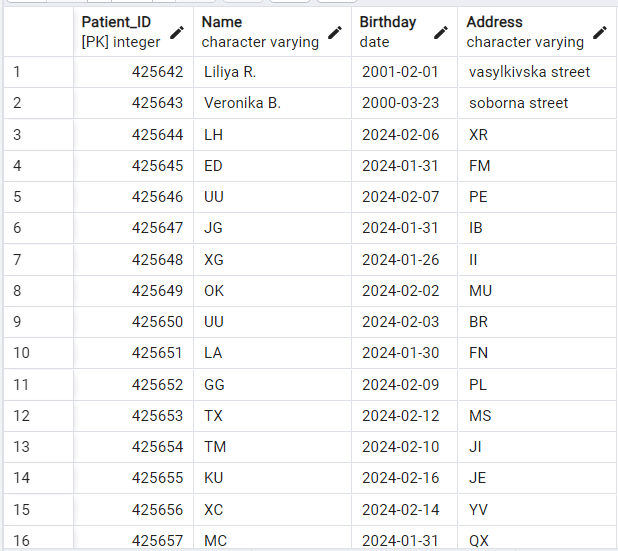 Patient_ID Name Birthday Address
[PK] integer character varying date character varying
1 425642 Liliya R. 2001-02-01 vasylkivska street
2 425643 Veronika B. 2000-03-23 soborna street
3 425644 LH 2024-02-06 XR
4 425645 ED 2024-01-31 FM
5 425646 UU 2024-02-07 PE
6 425647 JG 2024-01-31 IB
7 425648 XG 2024-01-26 II
8 425649 OK 2024-02-02 MU
9 425650 UU 2024-02-03 BR
10 425651 LA 2024-01-30 FN
11 425652 GG 2024-02-09 PL
12 425653 TX 2024-02-12 MS
13 425654 TM 2024-02-10 JI
14 425655 KU 2024-02-16 JE
15 425656 XC 2024-02-14 YV
16 425657 MC 2024-01-31 QX